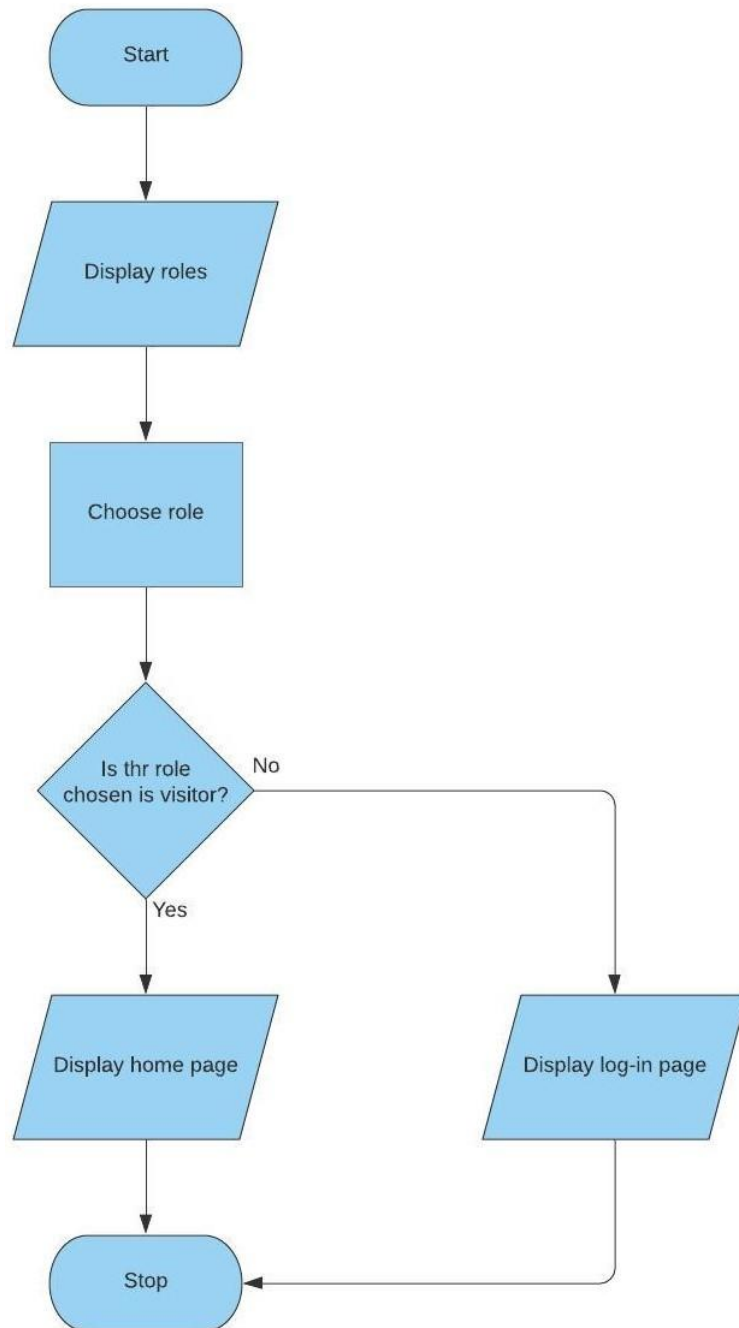 Start
Display roles
Choose role
Is thr role
chosen is visitor?
No
Yes
Display home page
Display log-in page
Stop